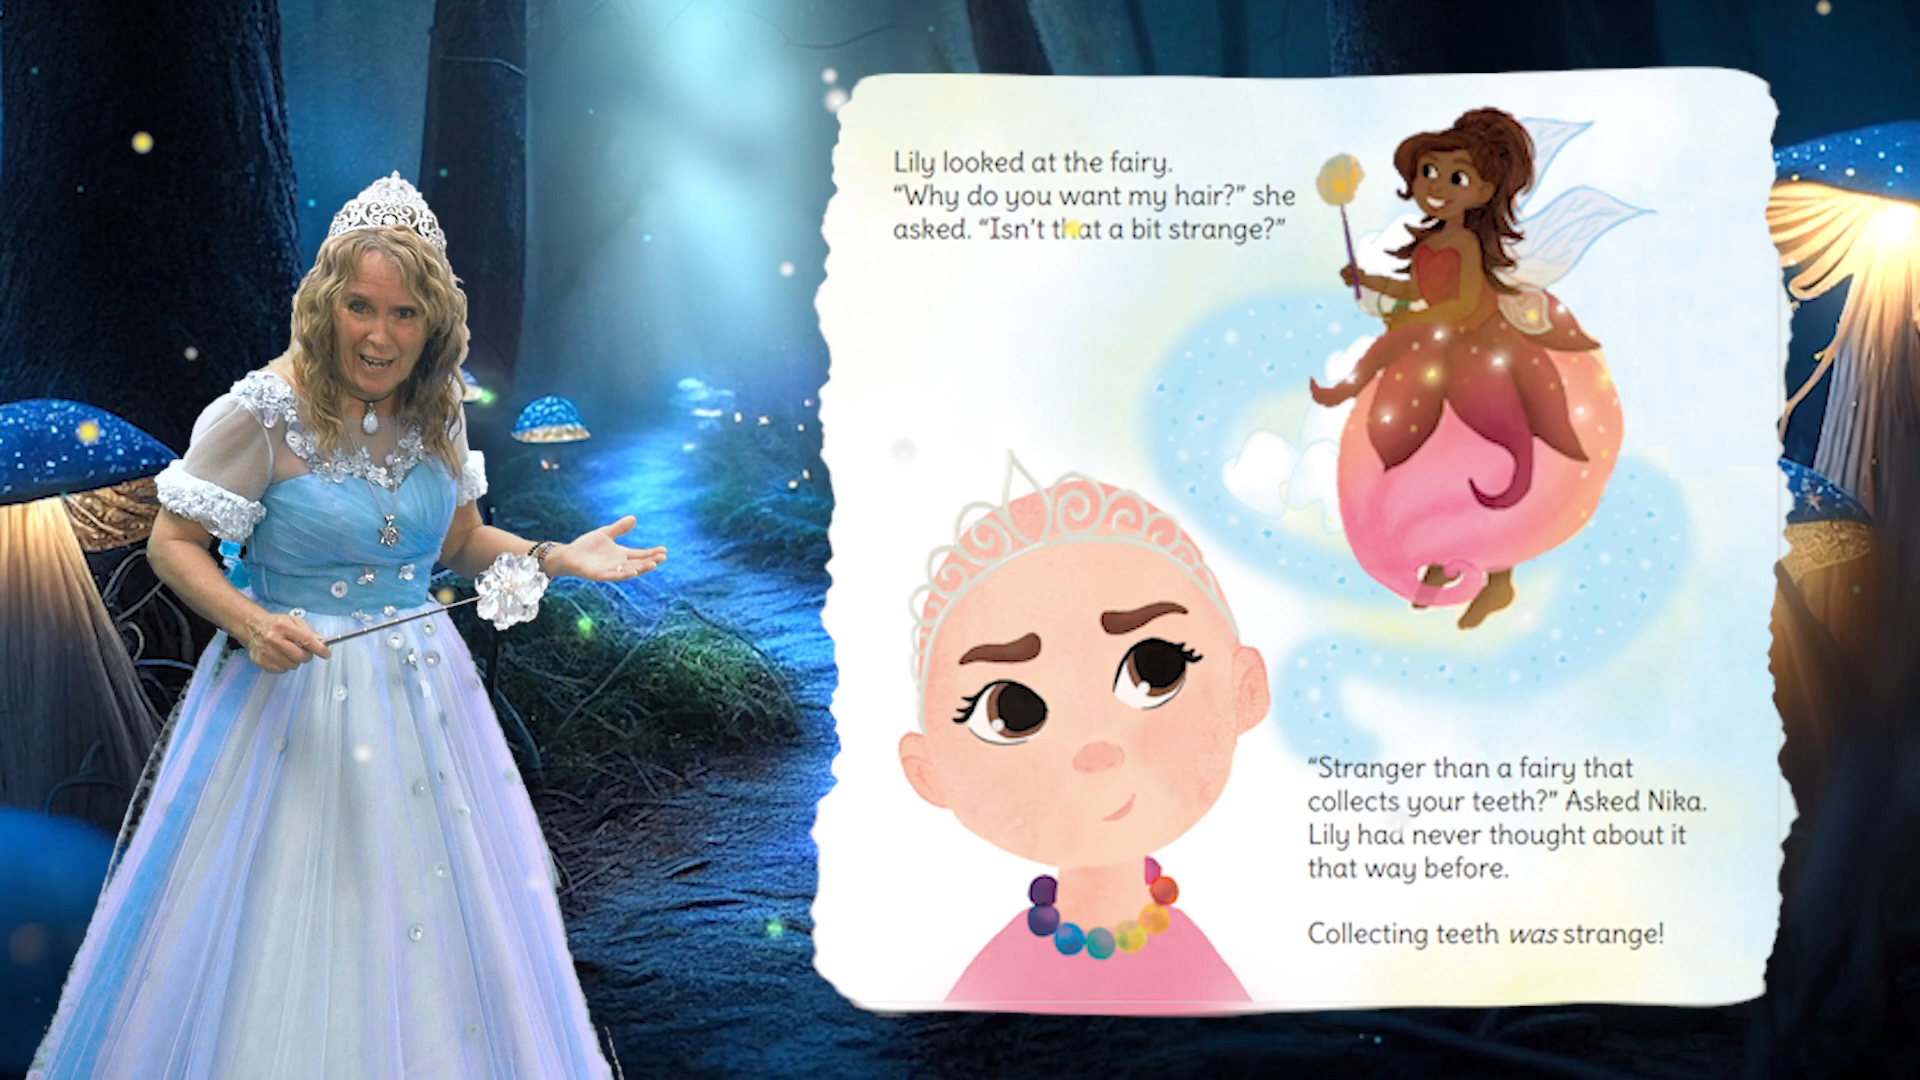 Lily looked at the fairy.
“Why do you want my hair?” she
asked. “Isn’t that a bit strange?”
“Stranger than a fairy that
collects your teeth?” Asked Nika.
Lily had never thought about it
that way before.
Collecting teeth was strange!